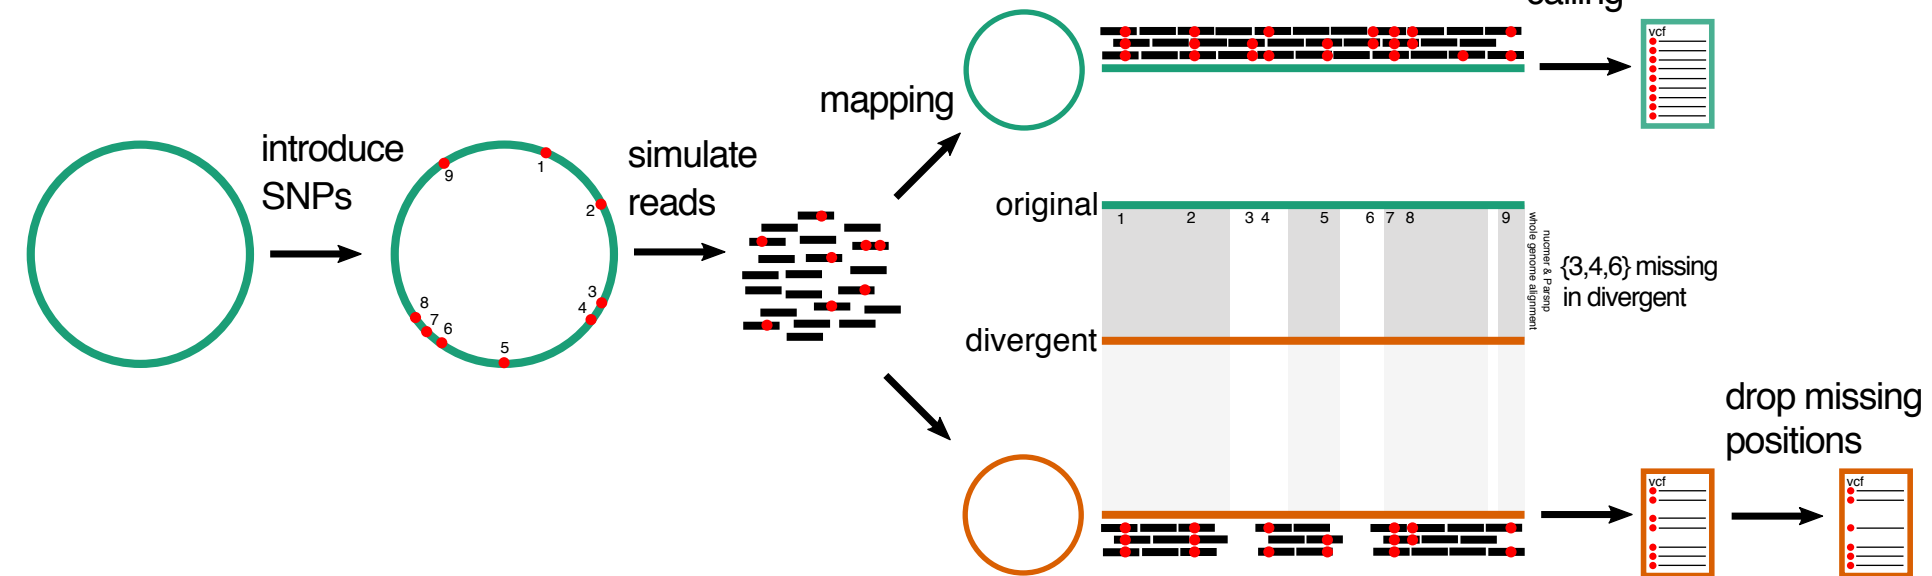 calling
vcf
mapping
introduce
SNPs
simulate
reads
9
1
2
3
4
8
7
6
5
original
1 2 3 4 5 6 7 8 9
whole genome alignment
nucmer & Parsnp
{3,4,6} missing
in divergent
divergent
drop missing
positions
vcf
vcf